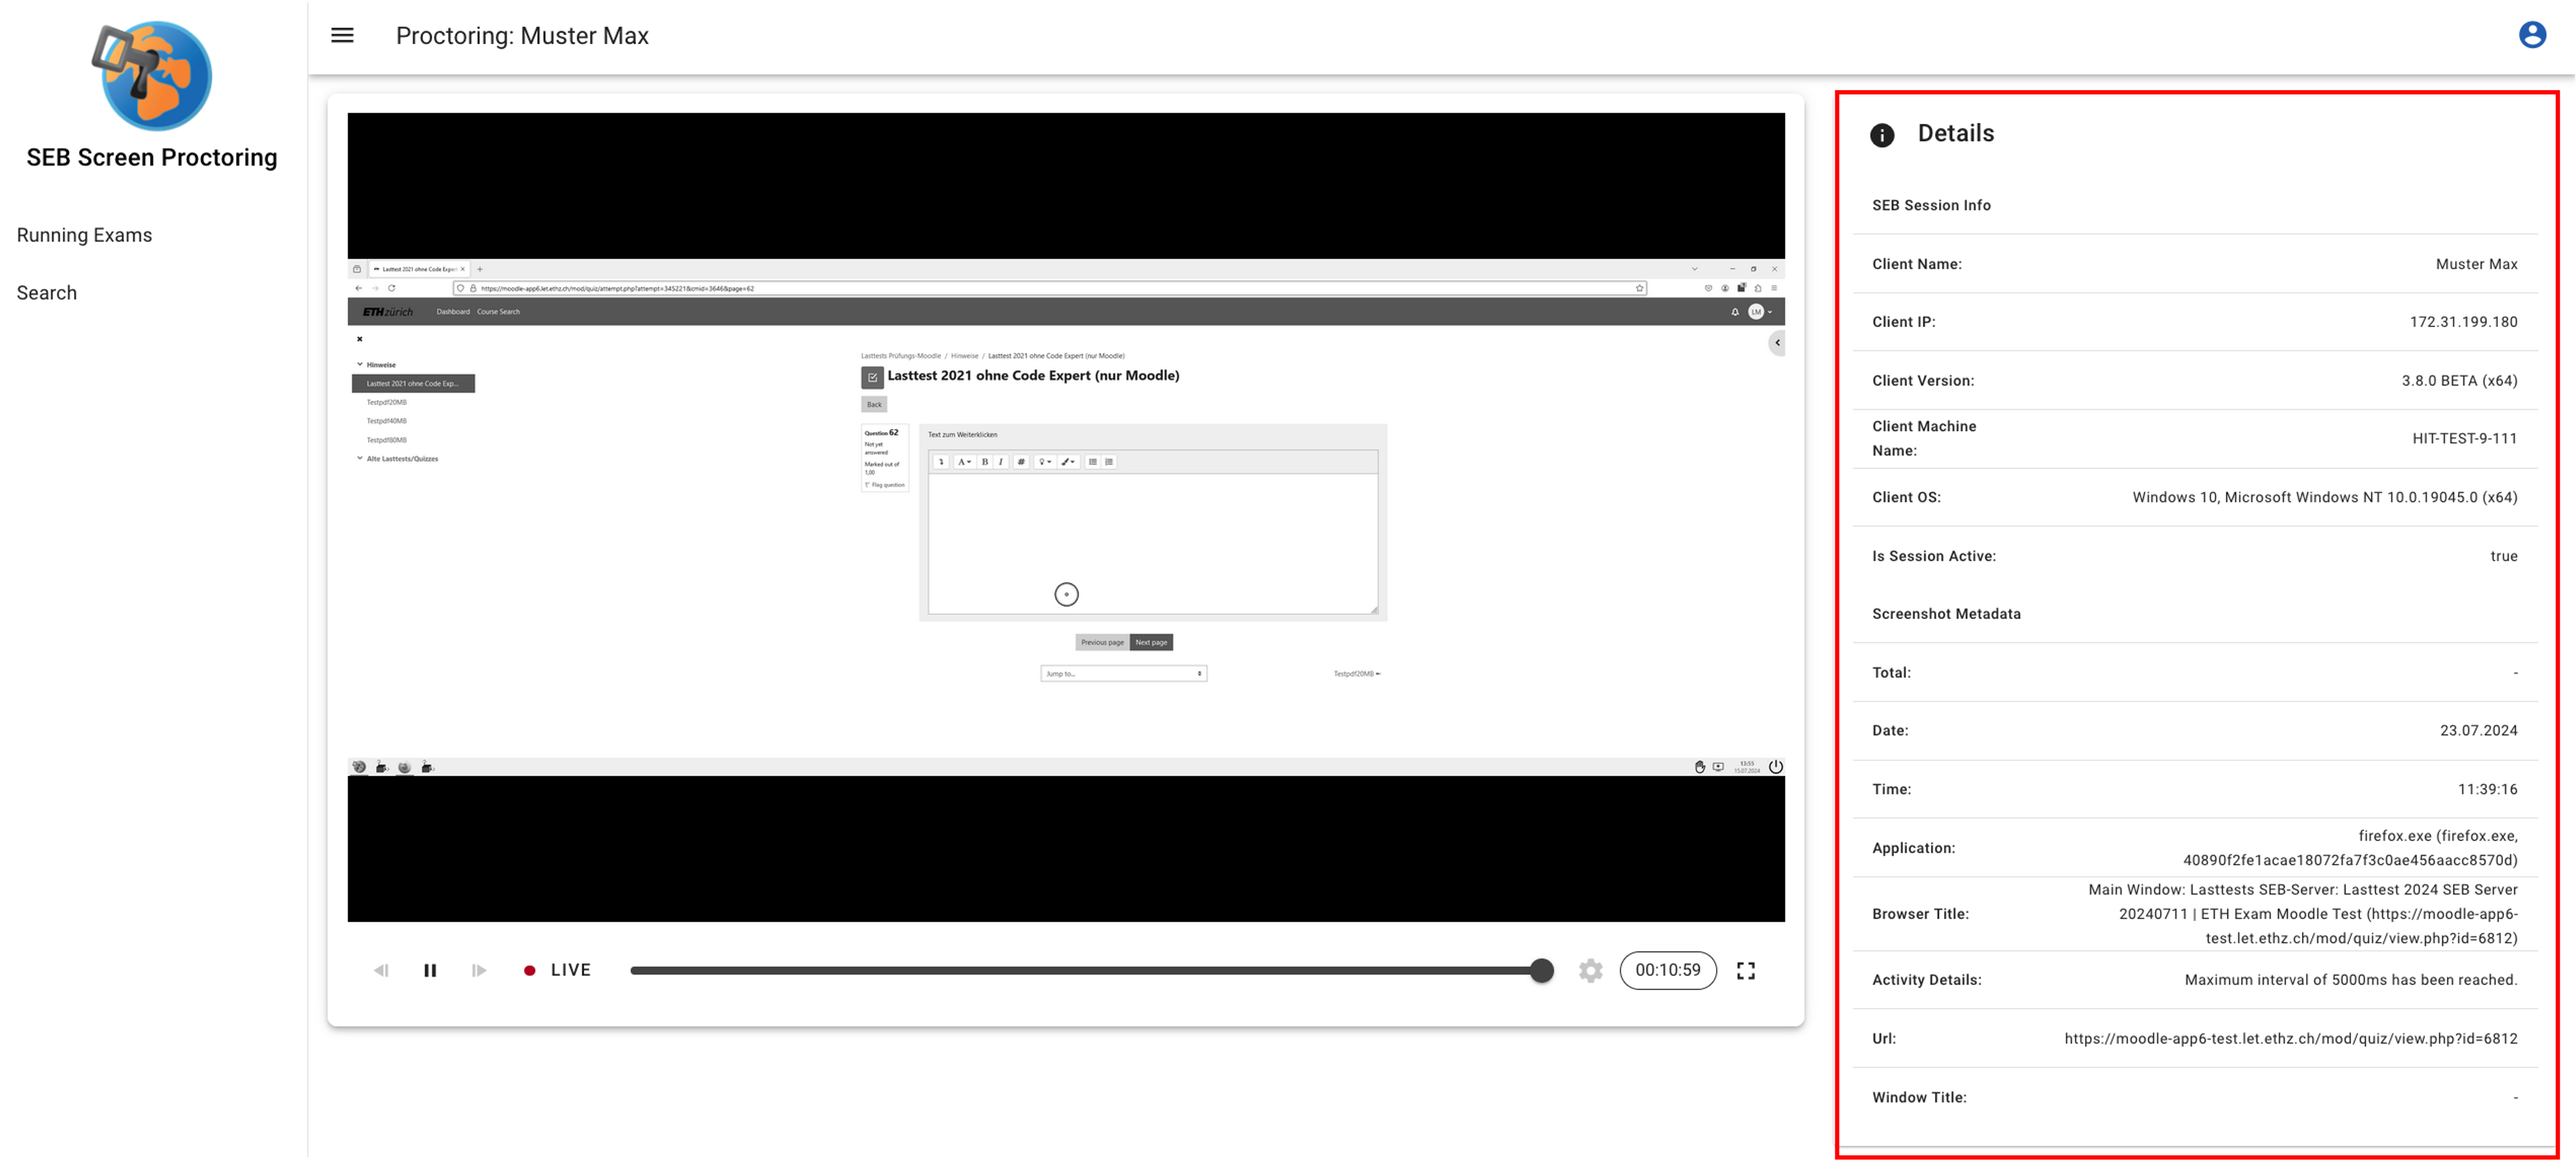 SEB Screen Proctoring
Running Exams
Search
Proctoring: Muster Max
Lasttest 2021 ohne Code Exper
https://moodle-app6.let.ethz.ch/mod/quiz/attempt.php?attempt=345221&cmid=3646&page=62
ETH zürich
Dashboard
Course Search
LM
Hinweise
Lasttest 2021 ohne Code Exp...
Testpdf20MB
Testpdf40MB
Testpdf80MB
Alte Lasttests/Quizzes
Lasttests Prüfungs-Moodle / Hinweise / Lasttest 2021 ohne Code Expert (nur Moodle)
Lasttest 2021 ohne Code Expert (nur Moodle)
Back
Question 62
Not yet
answered
Marked out of
1,00
Flag question
Text zum Weiterklicken
Previous page
Next page
Jump to...
Testpdf20MB
13:55
15.07.2024
LIVE
00:10:59
Details
SEB Session Info
Client Name: Muster Max
Client IP: 172.31.199.180
Client Version: 3.8.0 BETA (x64)
Client Machine
Name: HIT-TEST-9-111
Client OS: Windows 10, Microsoft Windows NT 10.0.19045.0 (x64)
Is Session Active: true
Screenshot Metadata
Total: -
Date: 23.07.2024
Time: 11:39:16
Application: firefox.exe (firefox.exe,
40890f2fe1acae18072fa7f3c0ae456aacc8570d)
Browser Title: Main Window: Lasttests SEB-Server: Lasttest 2024 SEB Server
20240711 | ETH Exam Moodle Test (https://moodle-app6-
test.let.ethz.ch/mod/quiz/view.php?id=6812)
Activity Details: Maximum interval of 5000ms has been reached.
Url: https://moodle-app6-test.let.ethz.ch/mod/quiz/view.php?id=6812
Window Title: -